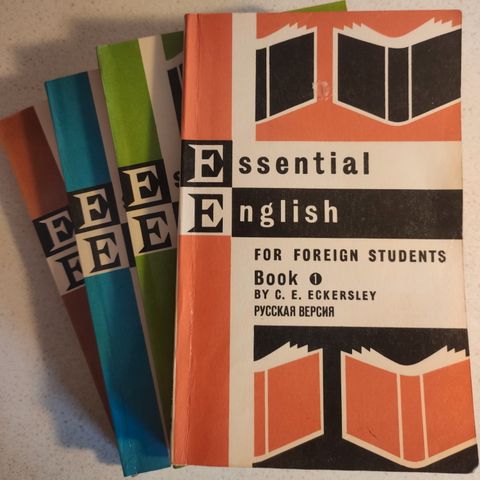 Essential
English
FOR FOREIGN STUDENTS
Book 1
BY C. E. ECKERSLEY
РУССКАЯ ВЕРСИЯ
E
E
E
E
E
E